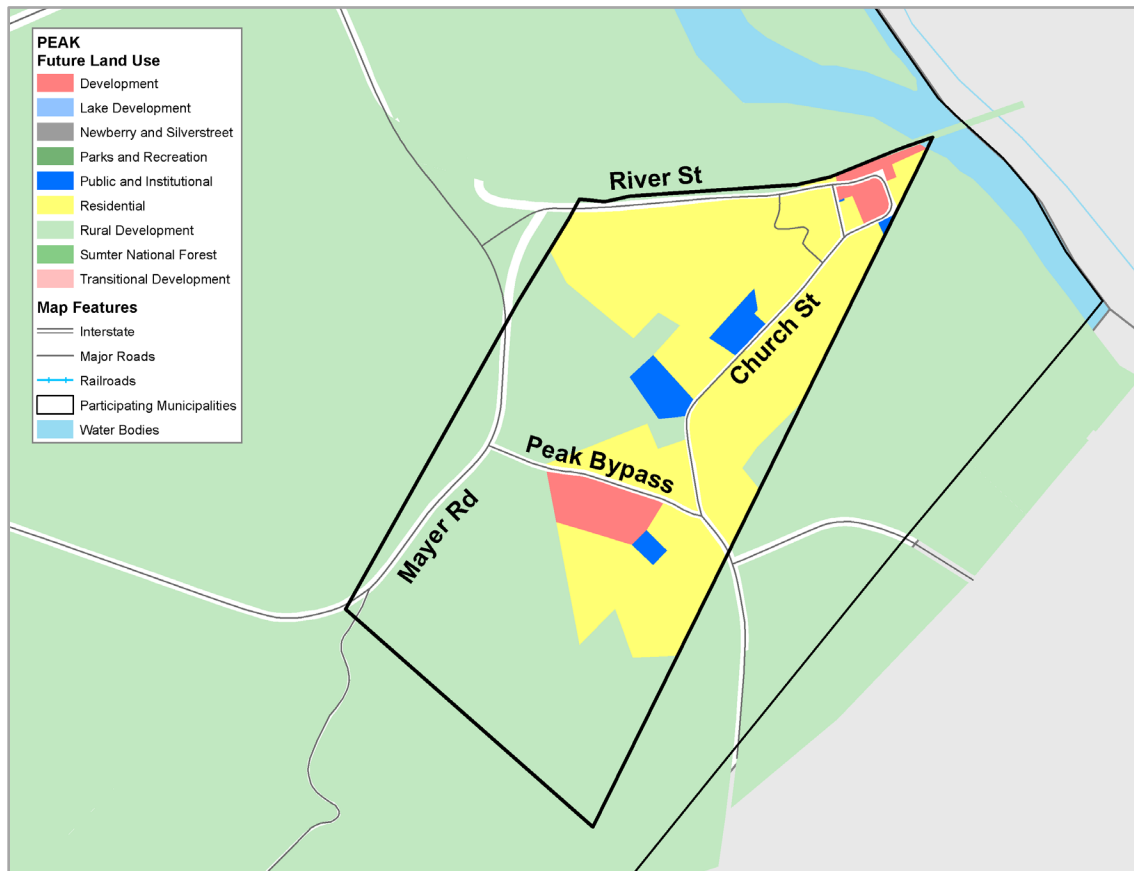 PEAK
Future Land Use
Development
Lake Development
Newberry and Silverstreet
Parks and Recreation
Public and Institutional
Residential
Rural Development
Sumter National Forest
Transitional Development
Map Features
Interstate
Major Roads
Railroads
Participating Municipalities
Water Bodies
River St
Church St
Peak Bypass
Mayer Rd